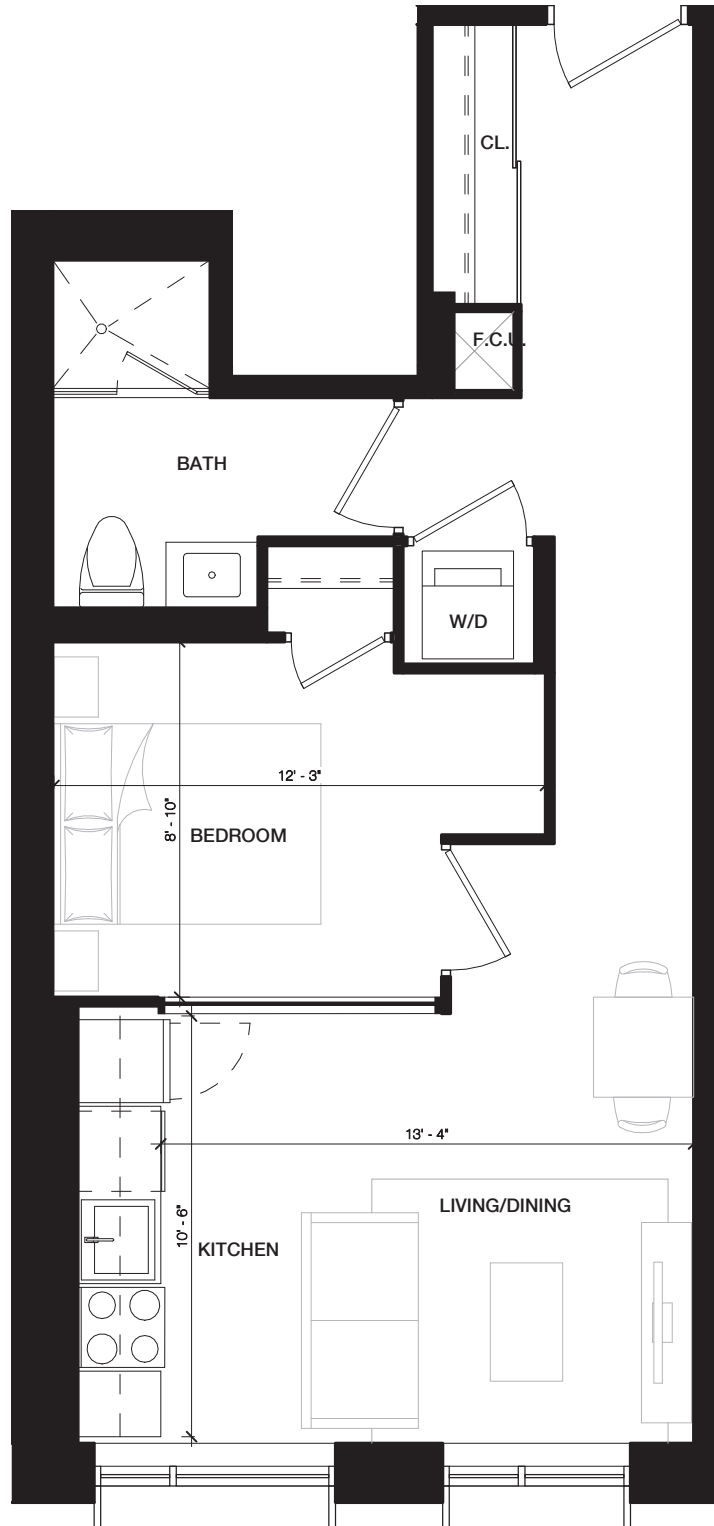 CL.
F.C.U.
BATH
W/D
12' - 3"
8' - 10"
BEDROOM
13' - 4"
LIVING/DINING
10' - 6"
KITCHEN